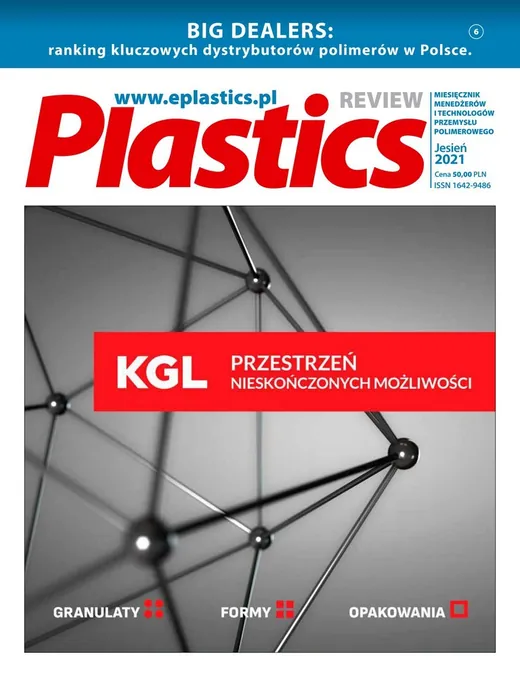 BIG DEALERS:
6
ranking kluczowych dystrybutorów polimerów w Polsce.
www.eplastics.pl
REVIEW
Plastics
MIESIĘCZNIK
MENEDŻERÓW
I TECHNOLOGÓW
PRZEMYSŁU
POLIMEROWEGO
Jesień
2021
Cena 50,00 PLN
ISSN 1642-9486
KGL
PRZESTRZEŃ
NIESKOŃCZONYCH MOŻLIWOŚCI
GRANULATY
FORMY
OPAKOWANIA